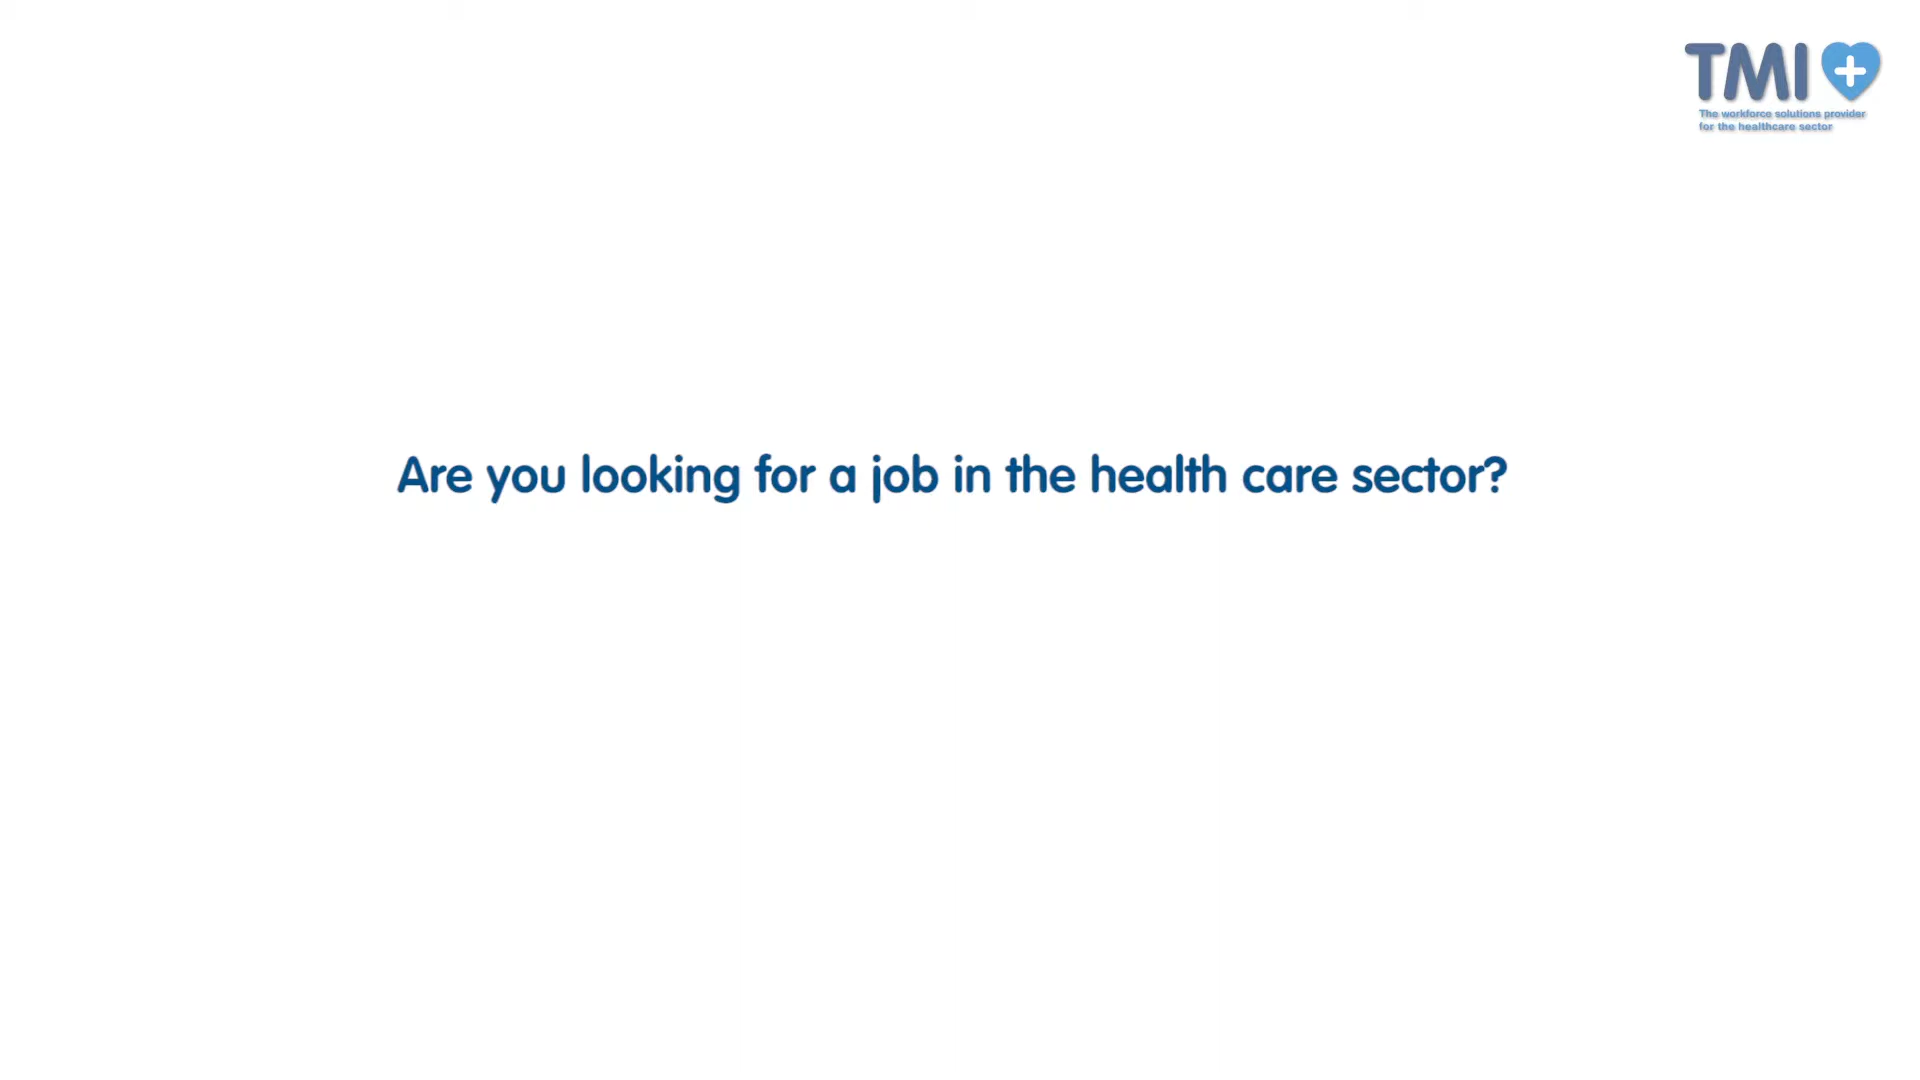 TMI
The workforce solutions provider
for the healthcare sector
Are you looking for a job in the health care sector?